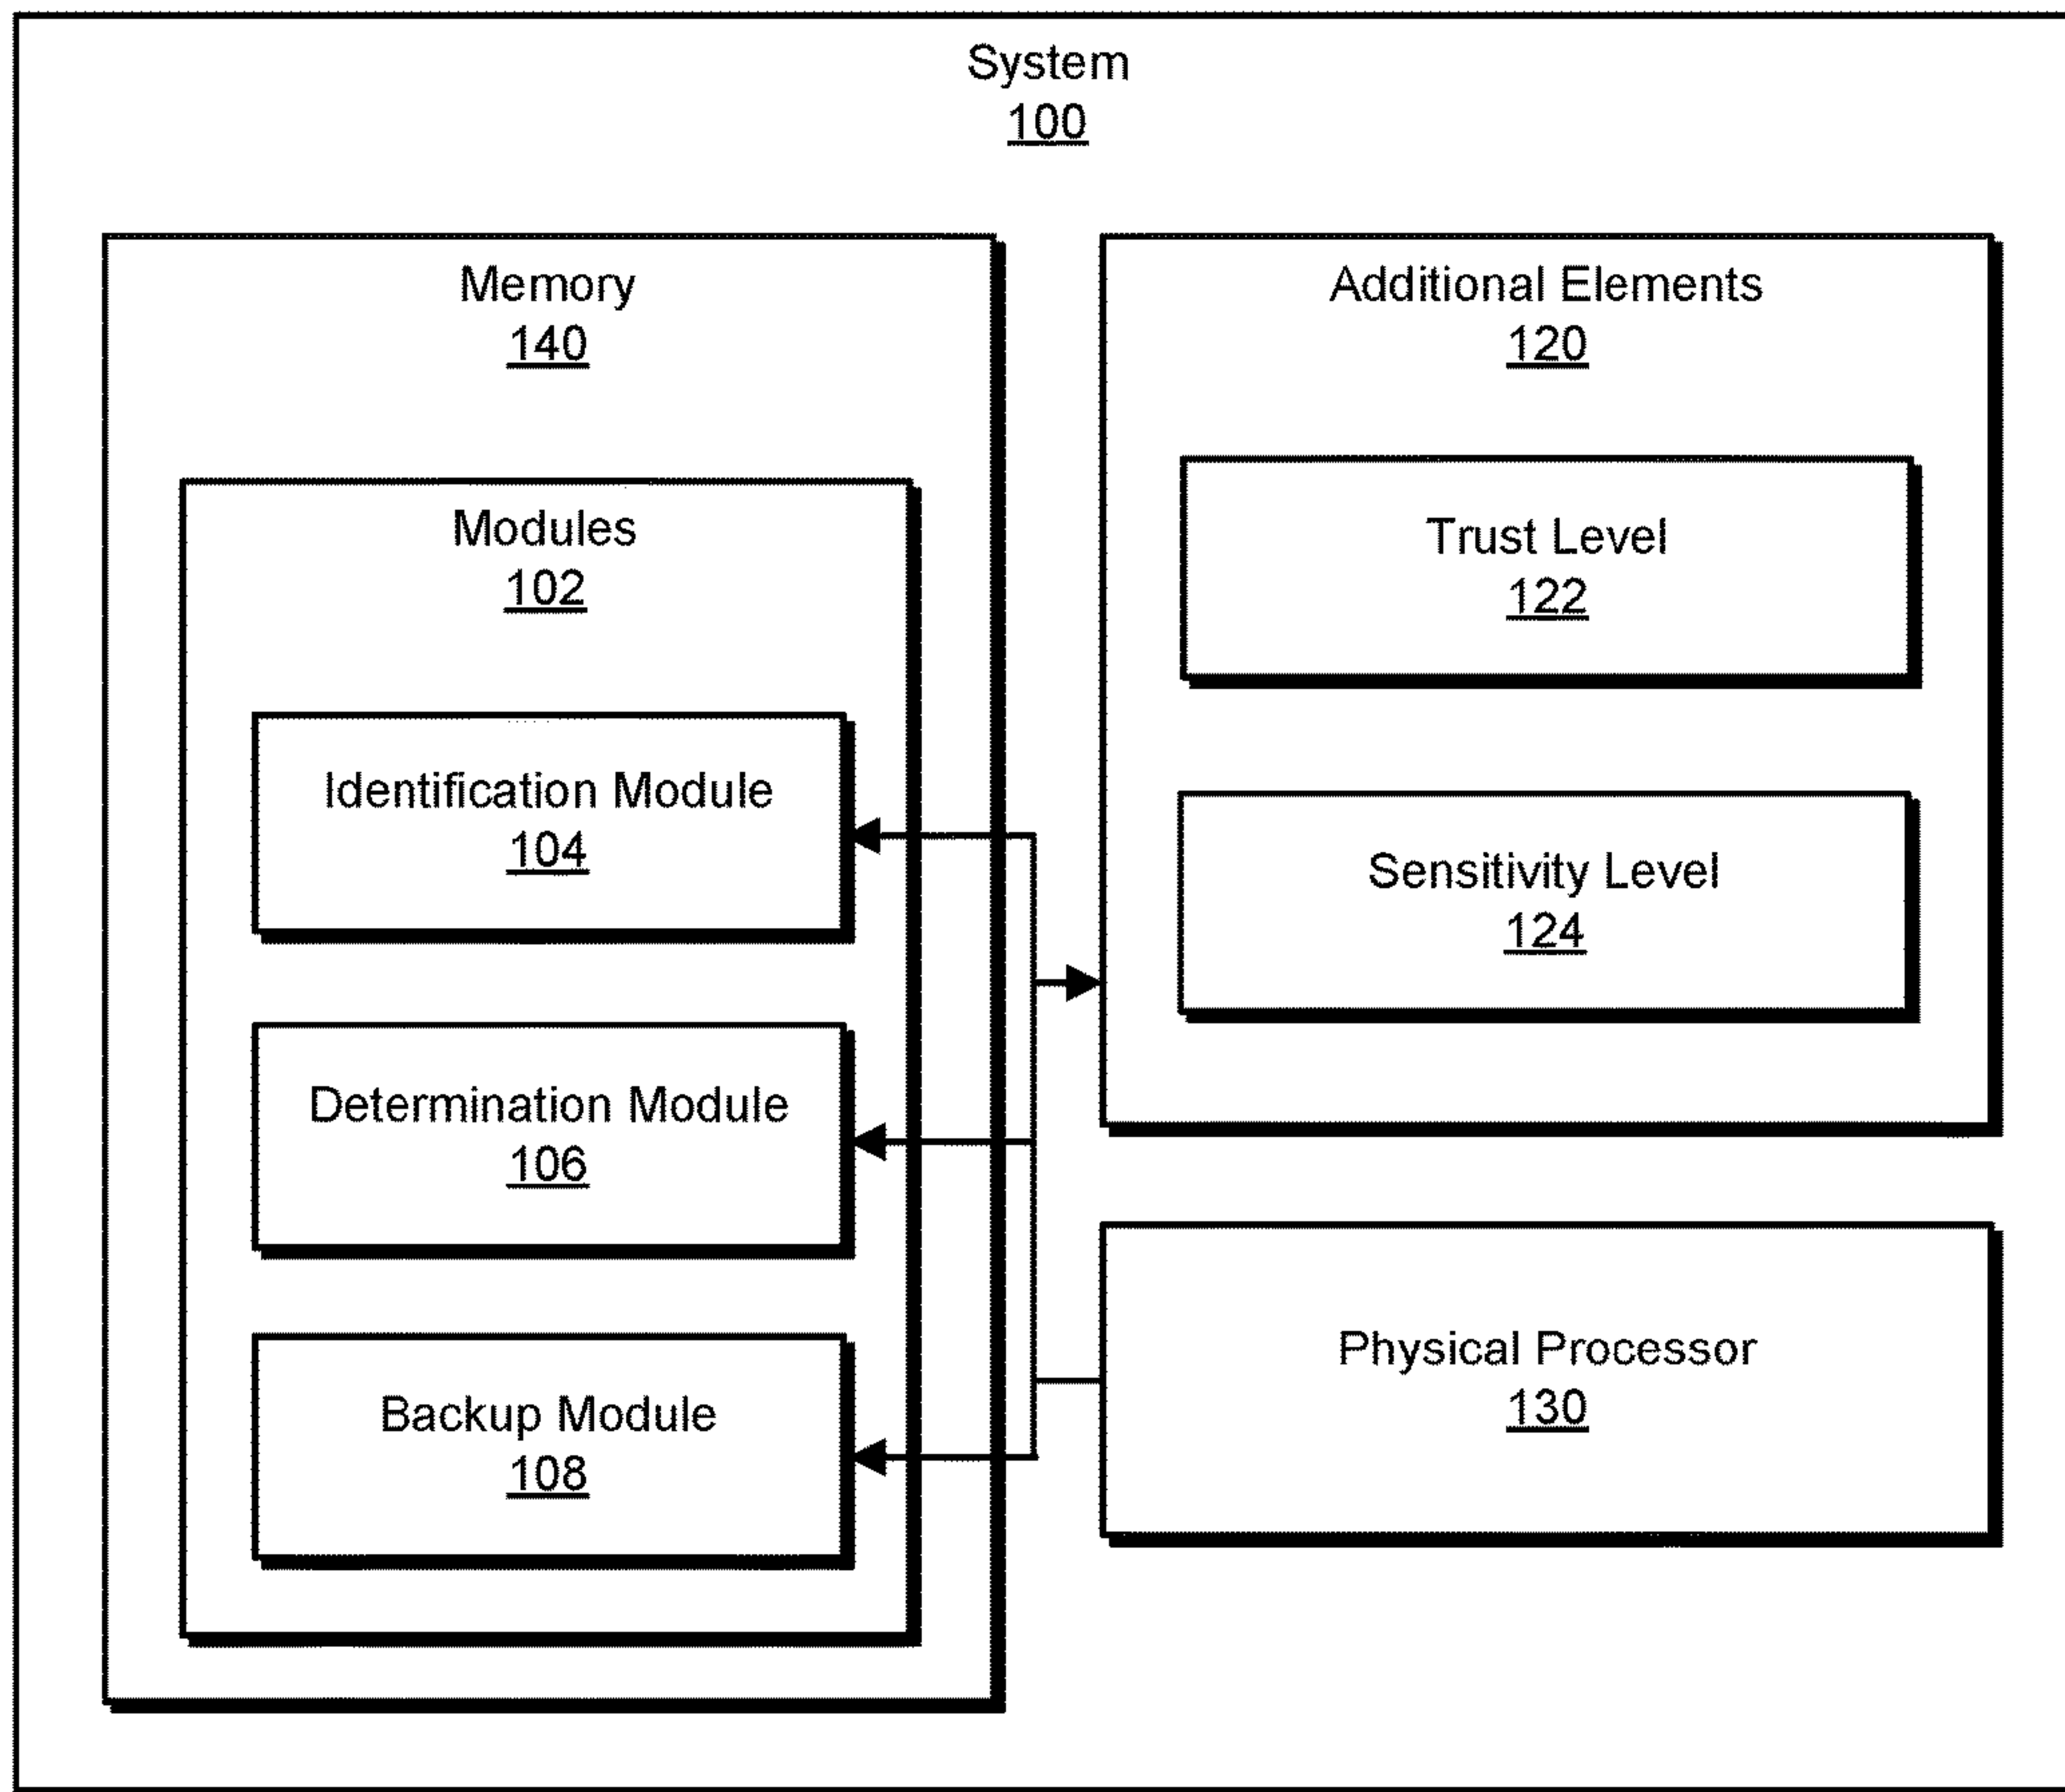 System
100
Memory
140
Modules
102
Identification Module
104
Determination Module
106
Backup Module
108
Additional Elements
120
Trust Level
122
Sensitivity Level
124
Physical Processor
130